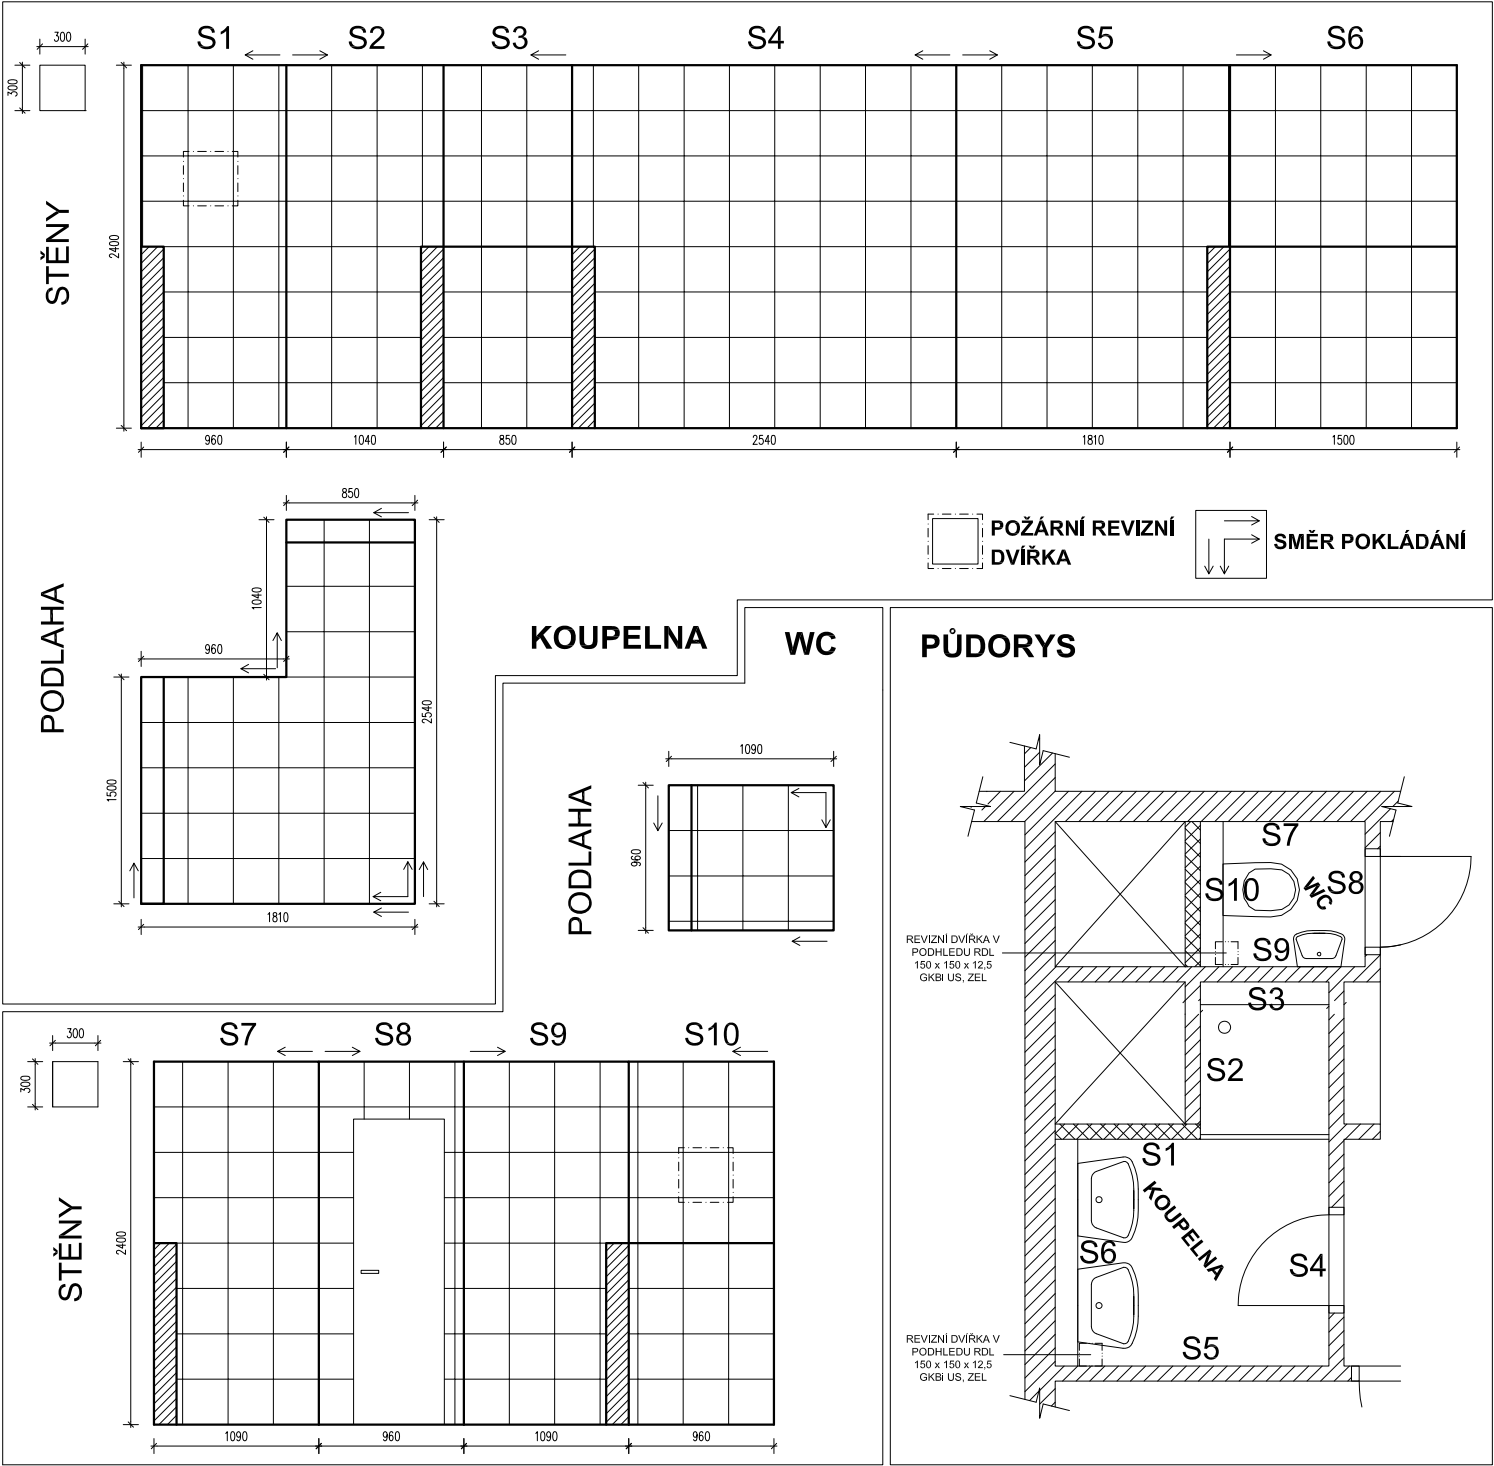 S1 S2 S3 S4 S5 S6
300
300
STĚNY
2400
960 1040 850 2540 1810 1500
850
1040
960
PODLAHA
1500
2540
1810
POŽÁRNÍ REVIZNÍ
DVÍŘKA
SMĚR POKLÁDÁNÍ
KOUPELNA
WC
1090
PODLAHA
960
S7 S8 S9 S10
300
300
STĚNY
2400
1090 960 1090 960
PŮDORYS
S7
S10
WC
S8
S9
REVIZNÍ DVÍŘKA V
PODHLEDU RDL
150 x 150 x 12,5
GKBI US, ZEL
S3
S2
S1
KOUPELNA
S6
S4
S5
REVIZNÍ DVÍŘKA V
PODHLEDU RDL
150 x 150 x 12,5
GKBI US, ZEL